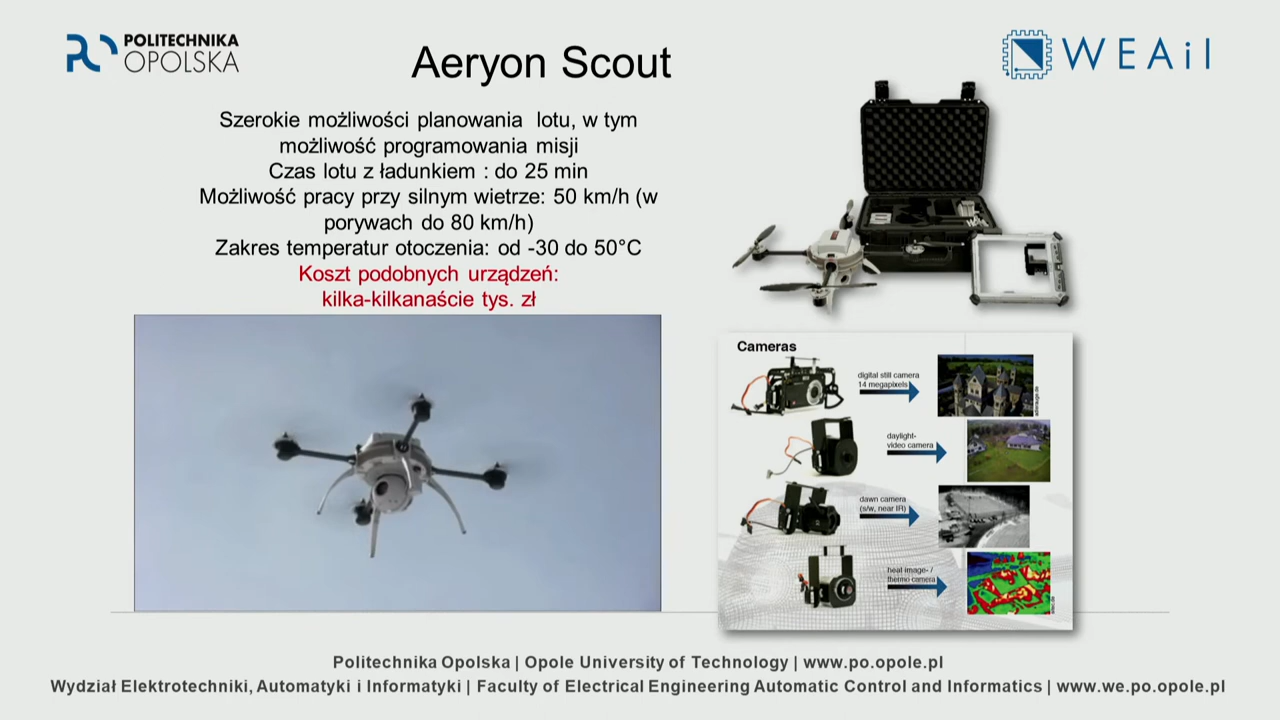 POLITECHNIKA
OPOLSKA
Aeryon Scout
WEAiI
Szerokie możliwości planowania lotu, w tym
możliwość programowania misji
Czas lotu z ładunkiem : do 25 min
Możliwość pracy przy silnym wietrze: 50 km/h (w
porywach do 80 km/h)
Zakres temperatur otoczenia: od -30 do 50°C
Koszt podobnych urządzeń:
kilka-kilkanaście tys. zł
Cameras
digital still camera
14 megapixels
daylight-
video camera
dawn camera
(s/w, near IR)
heat image- /
thermo camera
Politechnika Opolska | Opole University of Technology | www.po.opole.pl
Wydział Elektrotechniki, Automatyki i Informatyki | Faculty of Electrical Engineering Automatic Control and Informatics | www.we.po.opole.pl